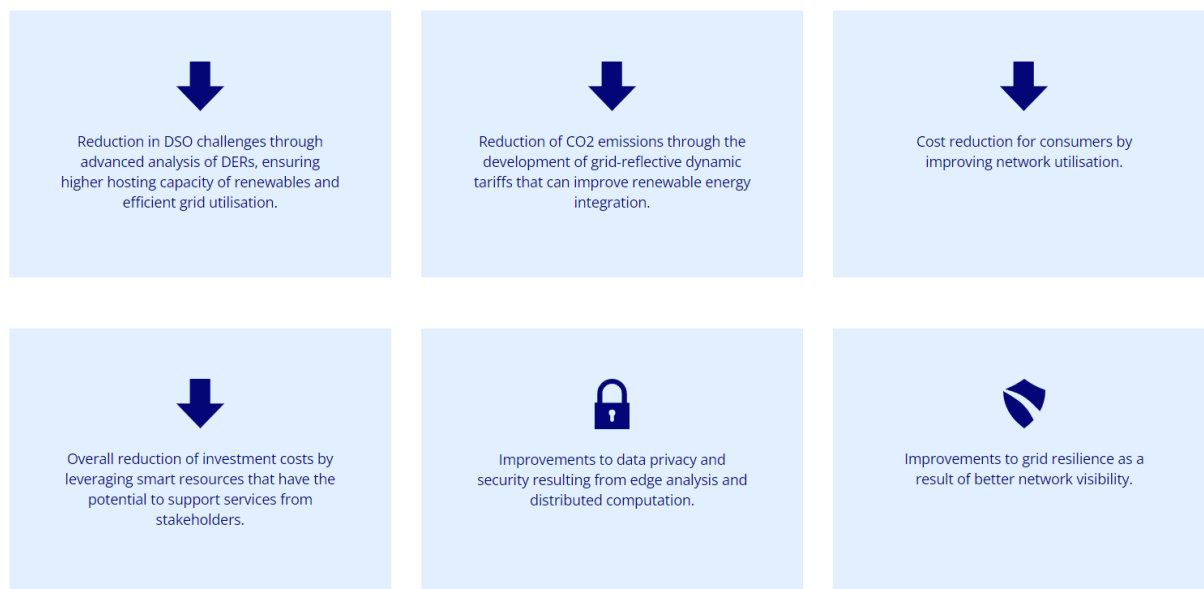 Reduction in DSO challenges through
advanced analysis of DERs, ensuring
higher hosting capacity of renewables and
efficient grid utilisation.
Reduction of CO2 emissions through the
development of grid-reflective dynamic
tariffs that can improve renewable energy
integration.
Cost reduction for consumers by
improving network utilisation.
Overall reduction of investment costs by
leveraging smart resources that have the
potential to support services from
stakeholders.
Improvements to data privacy and
security resulting from edge analysis and
distributed computation.
Improvements to grid resilience as a
result of better network visibility.